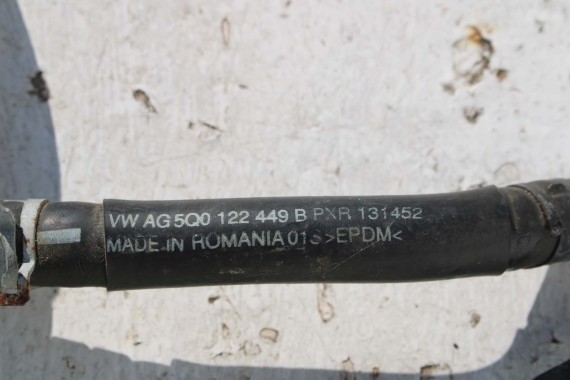 VW AG 5Q0 122 449 B PXR 131452
MADE IN ROMANIA 01S >EPDM<